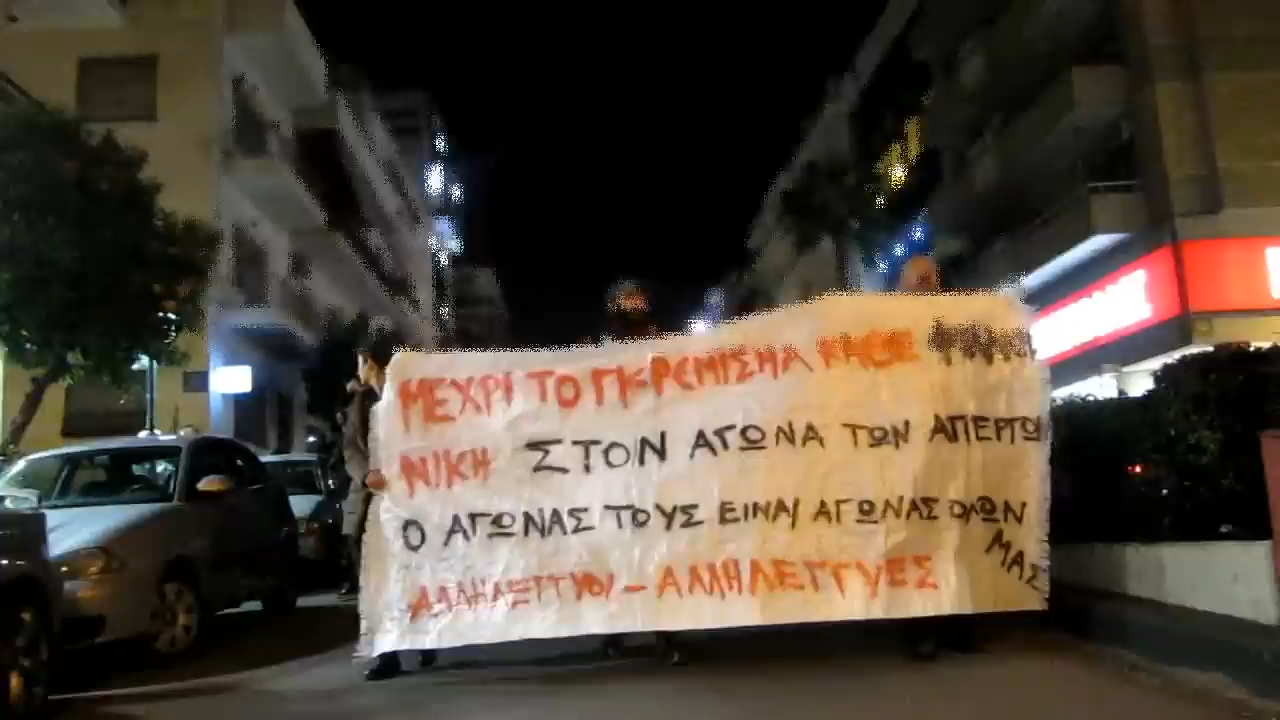 ΜΕΧΡΙ ΤΟ ΓΚΡΕΜΙΣΜΑ ΚΑΘΕ
ΝΙΚΗ ΣΤΟΝ ΑΓΩΝΑ ΤΩΝ ΑΠΕΡΓΩΝ
Ο ΑΓΩΝΑΣ ΤΟΥΣ ΕΙΝΑΙ ΑΓΩΝΑΣ ΟΛΩΝ
ΜΑΣ
ΑΛΛΗΛΕΓΓΥΟΙ - ΑΛΛΗΛΕΓΓΥΕΣ